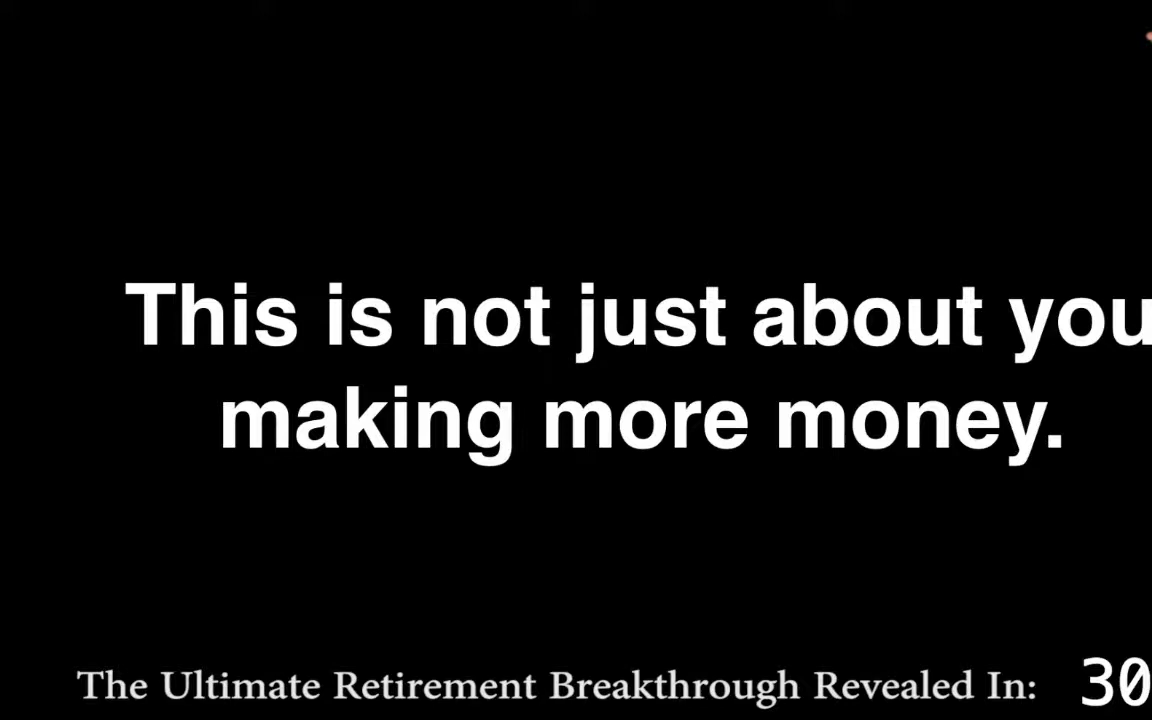 This is not just about you
making more money.
The Ultimate Retirement Breakthrough Revealed In: 30